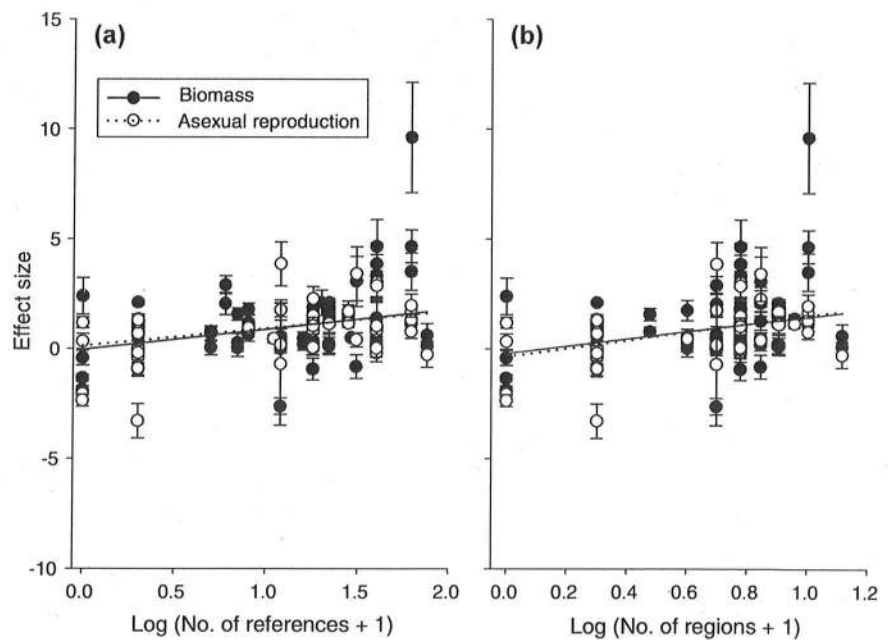 (a)
(b)
Biomass
Asexual reproduction
Effect size
15
10
5
0
-5
-10
0.0 0.5 1.0 1.5 2.0
0.0 0.2 0.4 0.6 0.8 1.0 1.2
Log (No. of references + 1)
Log (No. of regions + 1)